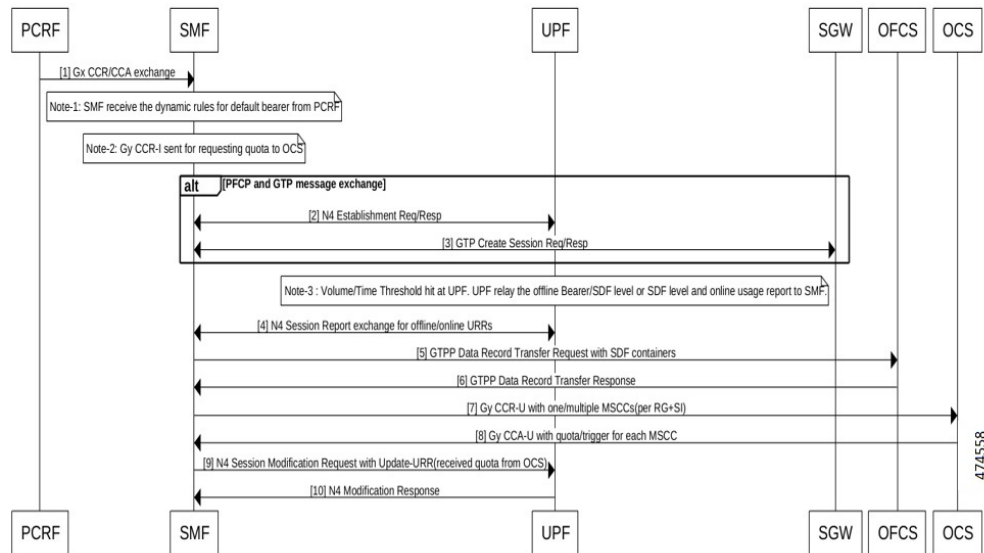 PCRF SMF UPF SGW OFCS OCS
[1] Gx CCR/CCA exchange
Note-1: SMF receive the dynamic rules for default bearer from PCRF
Note-2: Gy CCR-I sent for requesting quota to OCS
alt [PFCP and GTP message exchange]
[2] N4 Establishment Req/Resp
[3] GTP Create Session Req/Resp
Note-3 : Volume/Time Threshold hit at UPF. UPF relay the offline Bearer/SDF level or SDF level and online usage report to SMF.
[4] N4 Session Report exchange for offline/online URRs
[5] GTPP Data Record Transfer Request with SDF containers
[6] GTPP Data Record Transfer Response
[7] Gy CCR-U with one/multiple MSCCs(per RG+SI)
[8] Gy CCA-U with quota/trigger for each MSCC
[9] N4 Session Modification Request with Update-URR(received quota from OCS)
[10] N4 Modification Response
PCRF SMF UPF SGW OFCS OCS
474558